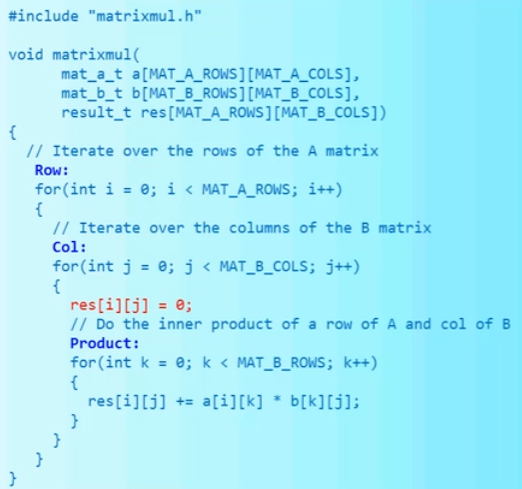 #include "matrixmul.h"
void matrixmul(
mat_a_t a[MAT_A_ROWS][MAT_A_COLS],
mat_b_t b[MAT_B_ROWS][MAT_B_COLS],
result_t res[MAT_A_ROWS][MAT_B_COLS])
{
// Iterate over the rows of the A matrix
Row:
for(int i = 0; i < MAT_A_ROWS; i++)
{
// Iterate over the columns of the B matrix
Col:
for(int j = 0; j < MAT_B_COLS; j++)
{
res[i][j] = 0;
// Do the inner product of a row of A and col of B
Product:
for(int k = 0; k < MAT_B_ROWS; k++)
{
res[i][j] += a[i][k] * b[k][j];
}
}
}
}